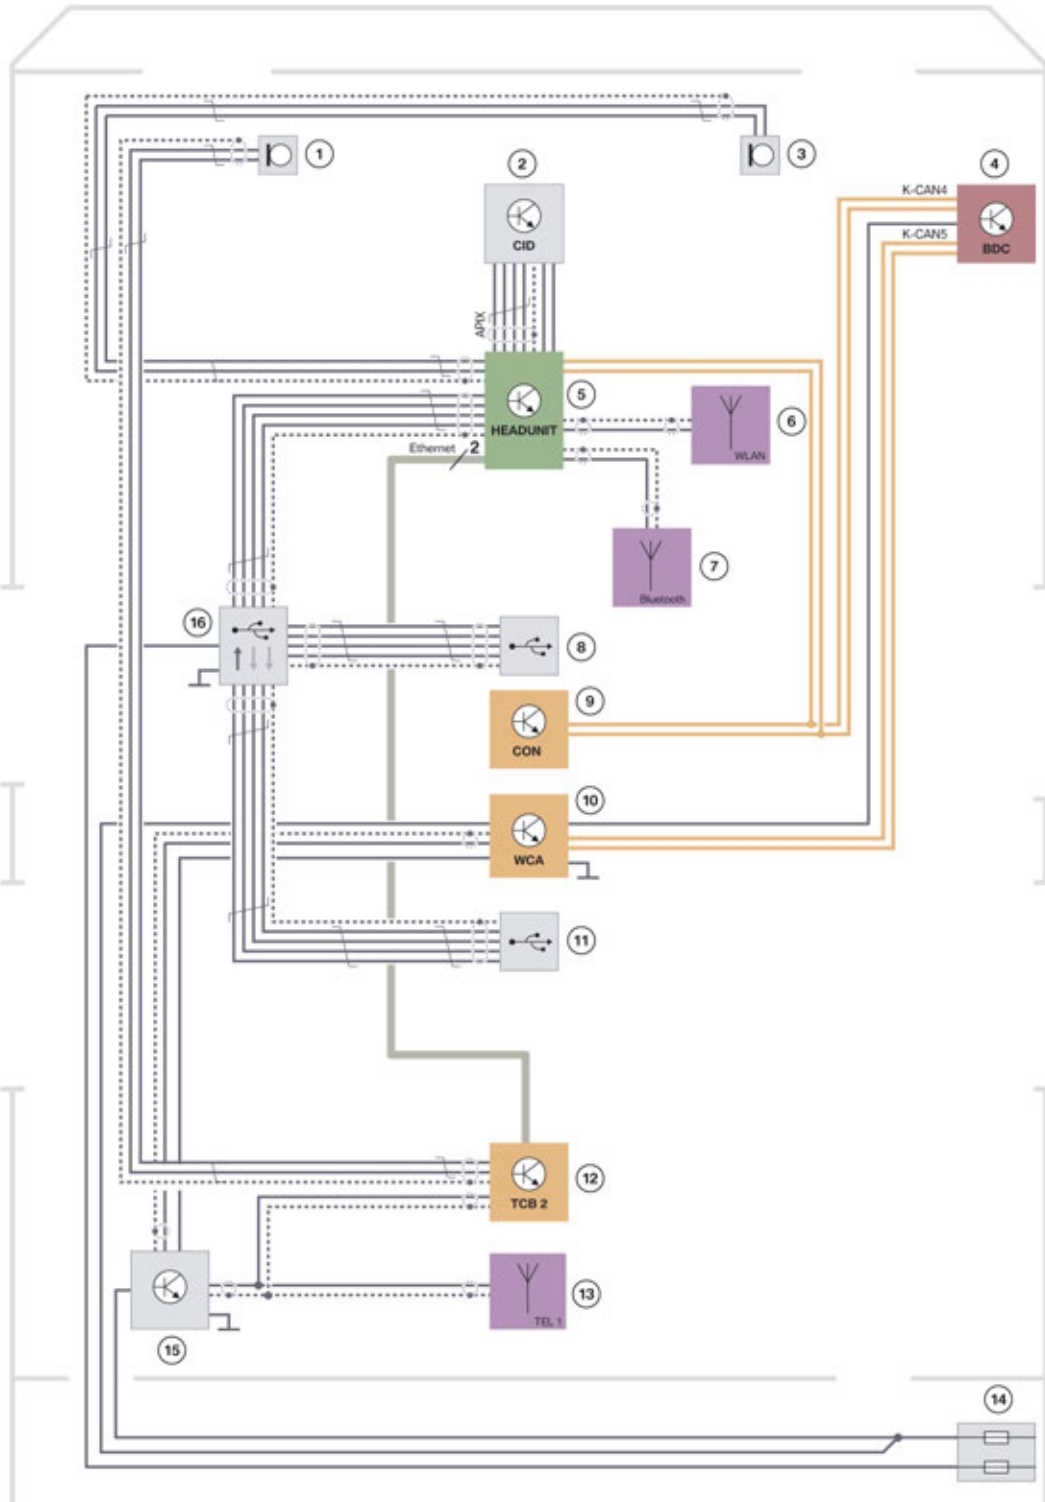 1
3
2
4
K-CAN4
CID
K-CAN5
BDC
APIX
5
6
HEADUNIT
Ethernet 2
WLAN
7
Bluetooth
16
8
9
CON
10
WCA
11
12
TCB 2
13
TEL 1
15
14